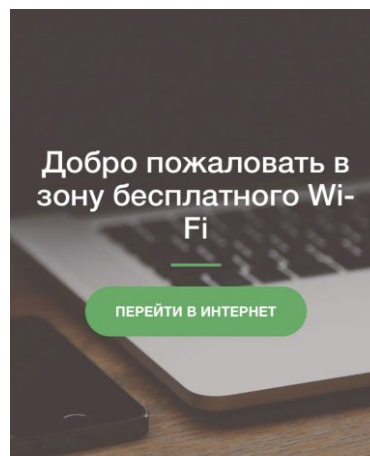 Добро пожаловать в
зону бесплатного Wi-
Fi
ПЕРЕЙТИ В ИНТЕРНЕТ